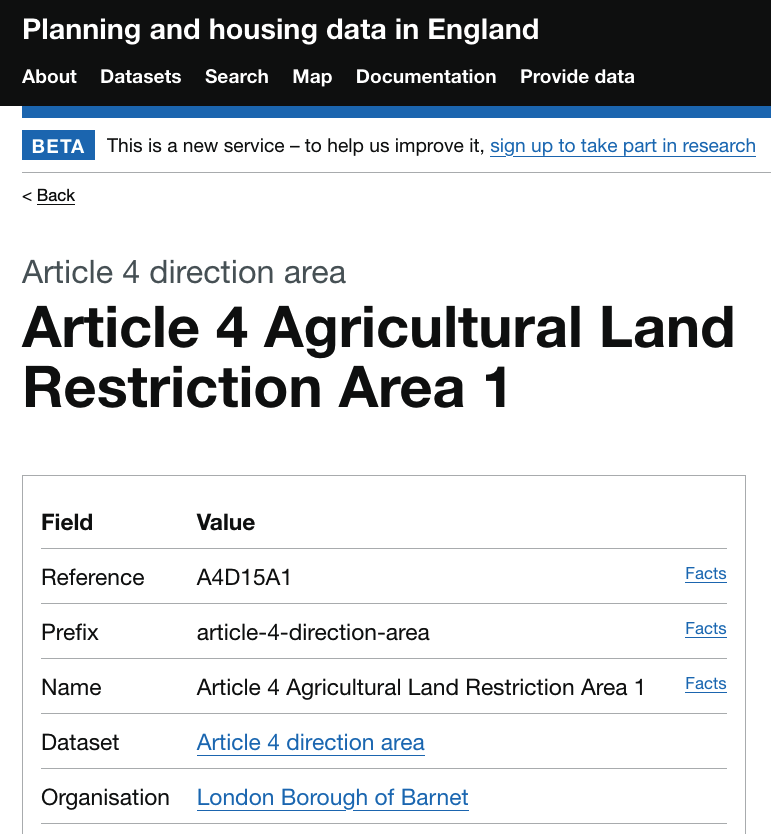 Planning and housing data in England
About Datasets Search Map Documentation Provide data
BETA This is a new service – to help us improve it, sign up to take part in research
< Back
Article 4 direction area
Article 4 Agricultural Land
Restriction Area 1
Field Value
Reference A4D15A1 Facts
Prefix article-4-direction-area Facts
Name Article 4 Agricultural Land Restriction Area 1 Facts
Dataset Article 4 direction area
Organisation London Borough of Barnet